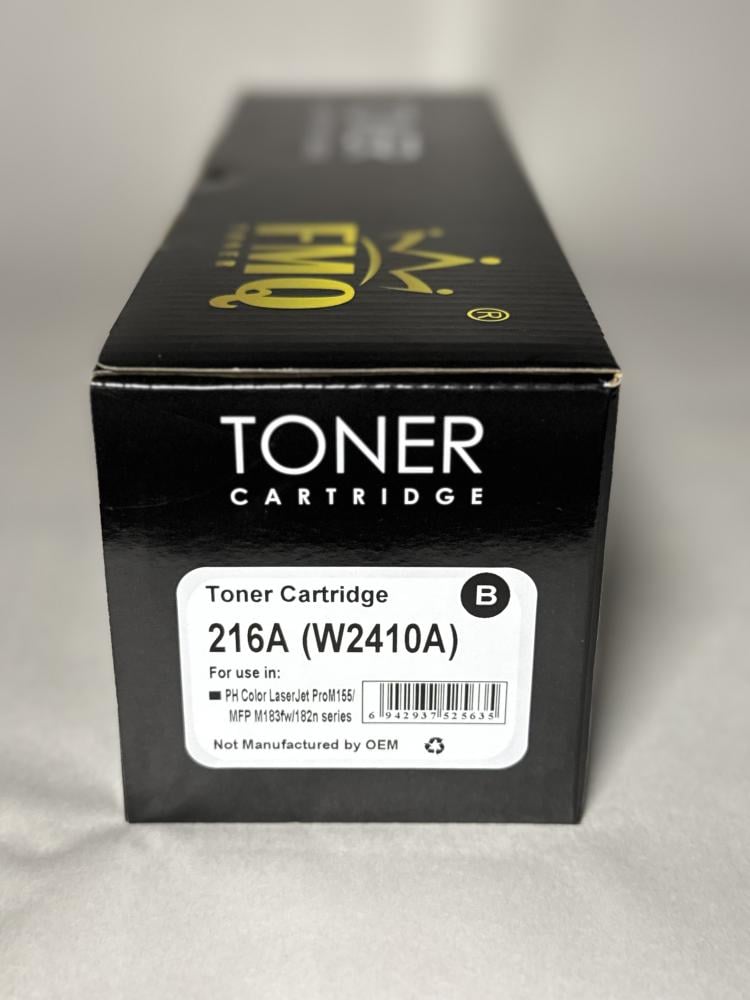 FMQ
TONER
®
TONER
CARTRIDGE
Toner Cartridge
B
216A (W2410A)
For use in:
PH Color LaserJet ProM155/
MFP M183fw/182n series
6 942937 525635
Not Manufactured by OEM